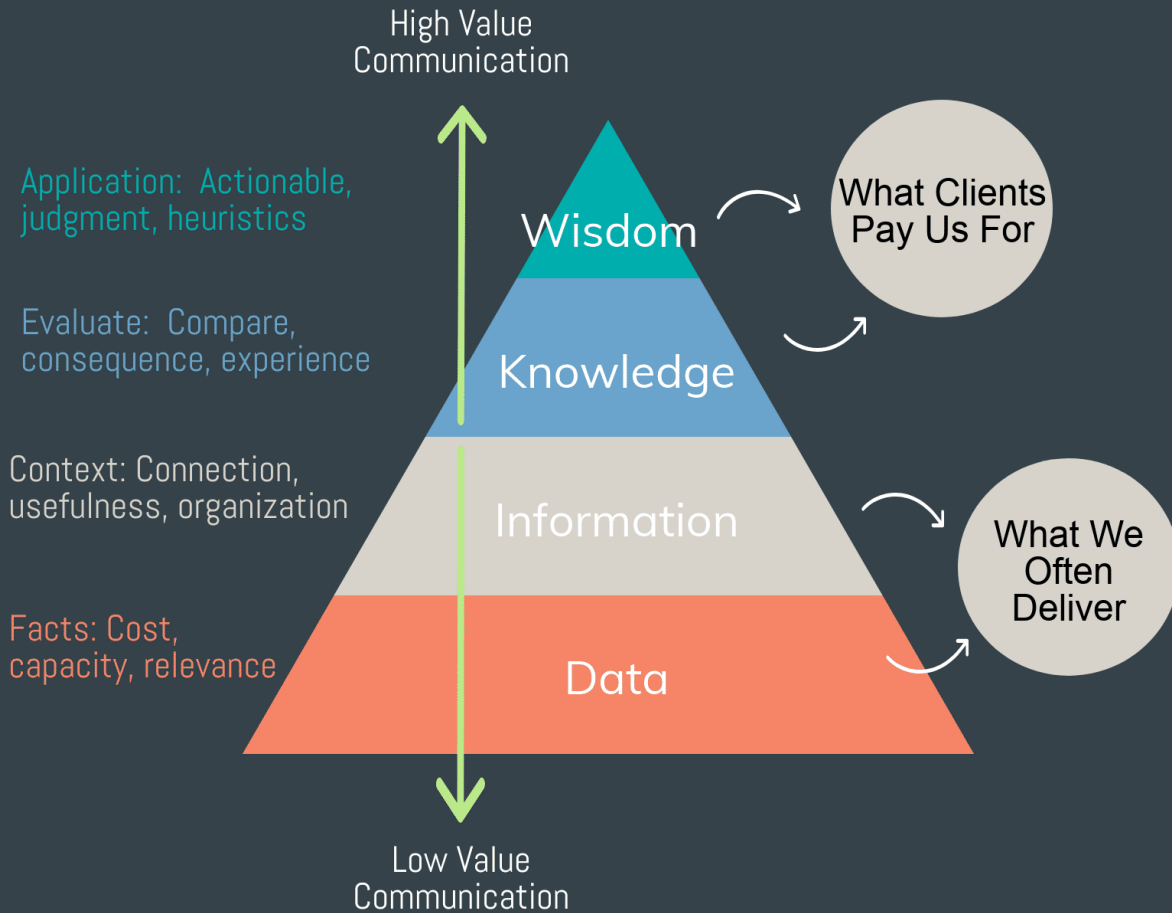 High Value
Communication
Application:  Actionable,
judgment, heuristics
Wisdom
What Clients
Pay Us For
Evaluate:  Compare,
consequence, experience
Knowledge
Context: Connection,
usefulness, organization
Information
What We
Often
Deliver
Facts: Cost,
capacity, relevance
Data
Low Value
Communication